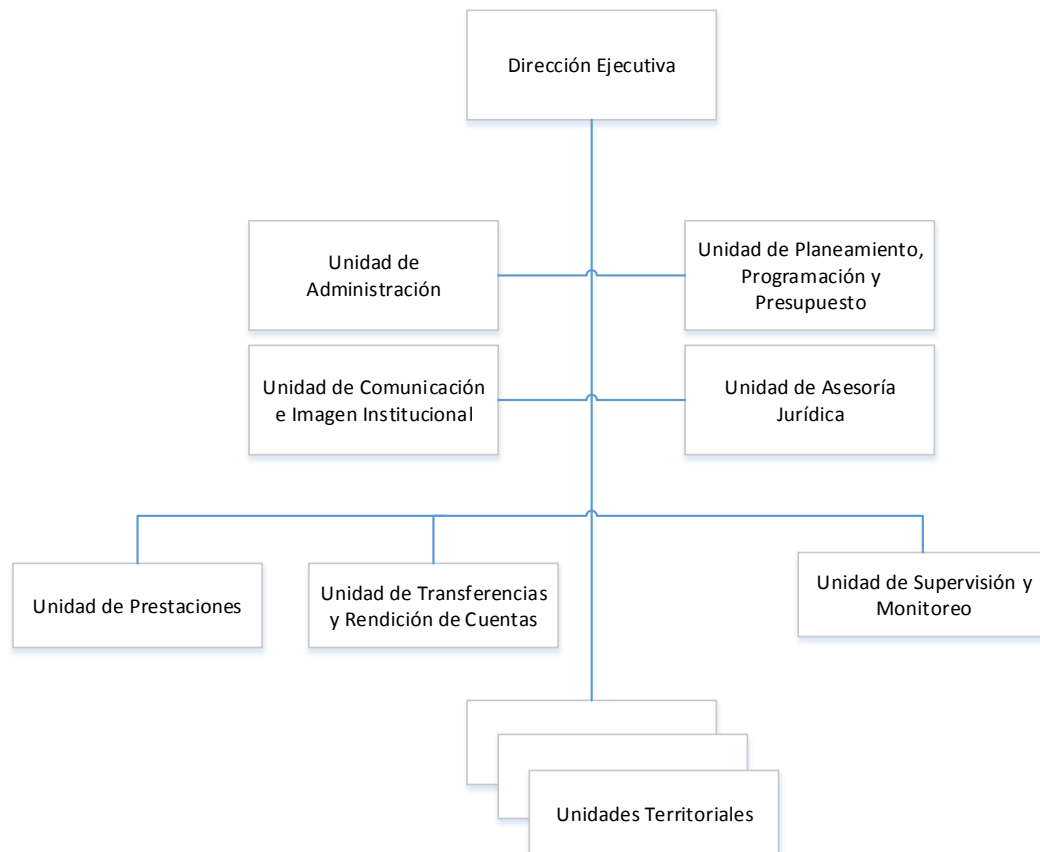 Dirección Ejecutiva
Unidad de
Administración
Unidad de Planeamiento,
Programación y
Presupuesto
Unidad de Comunicación
e Imagen Institucional
Unidad de Asesoría
Jurídica
Unidad de Prestaciones
Unidad de Transferencias
y Rendición de Cuentas
Unidad de Supervisión y
Monitoreo
Unidades Territoriales